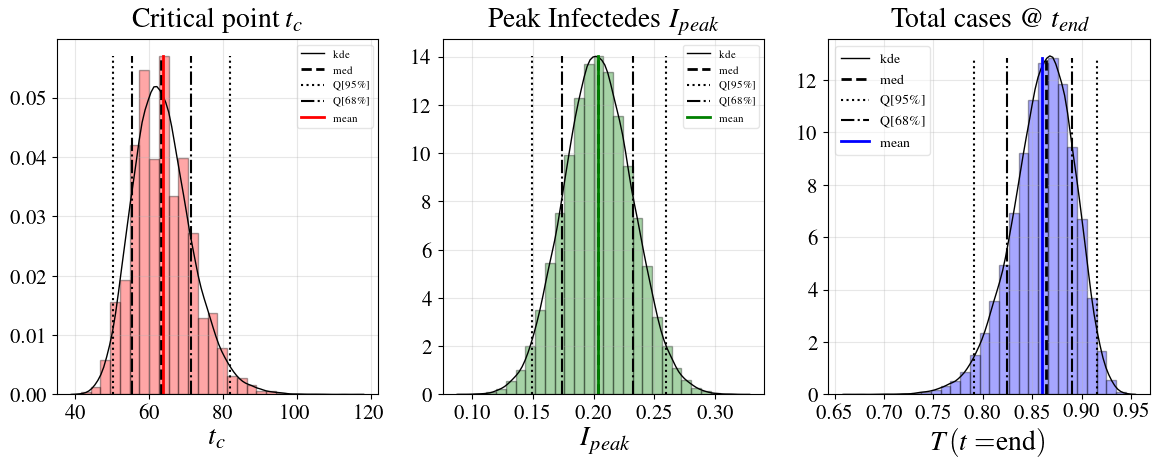 Critical point t_c
kde
med
Q[95%]
Q[68%]
mean
0.05
0.04
0.03
0.02
0.01
0.00
40 60 80 100 120
t_c
Peak Infectedes I_peak
kde
med
Q[95%]
Q[68%]
mean
14
12
10
8
6
4
2
0
0.10 0.15 0.20 0.25 0.30
I_peak
Total cases @ t_end
kde
med
Q[95%]
Q[68%]
mean
12
10
8
6
4
2
0
0.65 0.70 0.75 0.80 0.85 0.90 0.95
T(t =end)